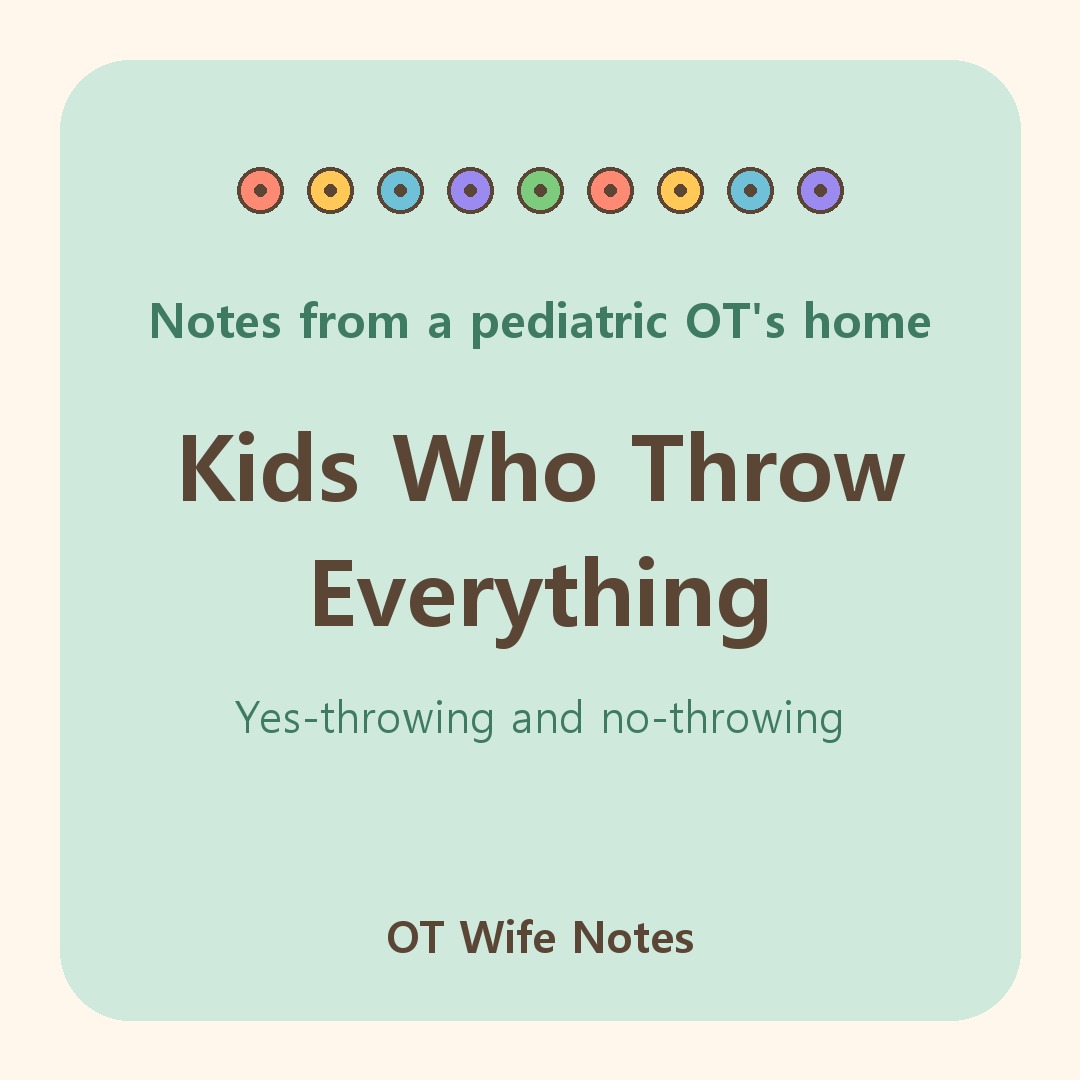 Notes from a pediatric OT's home
Kids Who Throw
Everything
Yes-throwing and no-throwing
OT Wife Notes